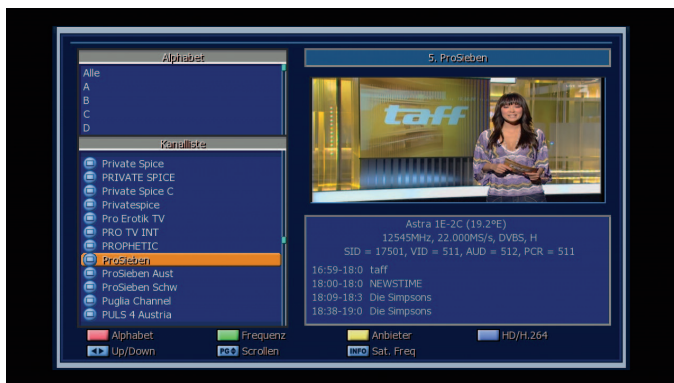 Alphabet
Alle
A
B
C
D
Kanalliste
Private Spice
PRIVATE SPICE
Private Spice C
Privatespice
Pro Erotik TV
PRO TV INT
PROPHETIC
ProSieben
ProSieben Aust
ProSieben Schw
Puglia Channel
PULS 4 Austria
5. ProSieben
taff
Astra 1E-2C (19.2ºE)
12545MHz, 22.000MS/s, DVBS, H
SID = 17501, VID = 511, AUD = 512, PCR = 511
16:59-18:0 taff
18:00-18:0 NEWSTIME
18:09-18:3 Die Simpsons
18:38-19:0 Die Simpsons
Alphabet Frequenz Anbieter HD/H.264
Up/Down PG Scrollen INFO Sat. Freq